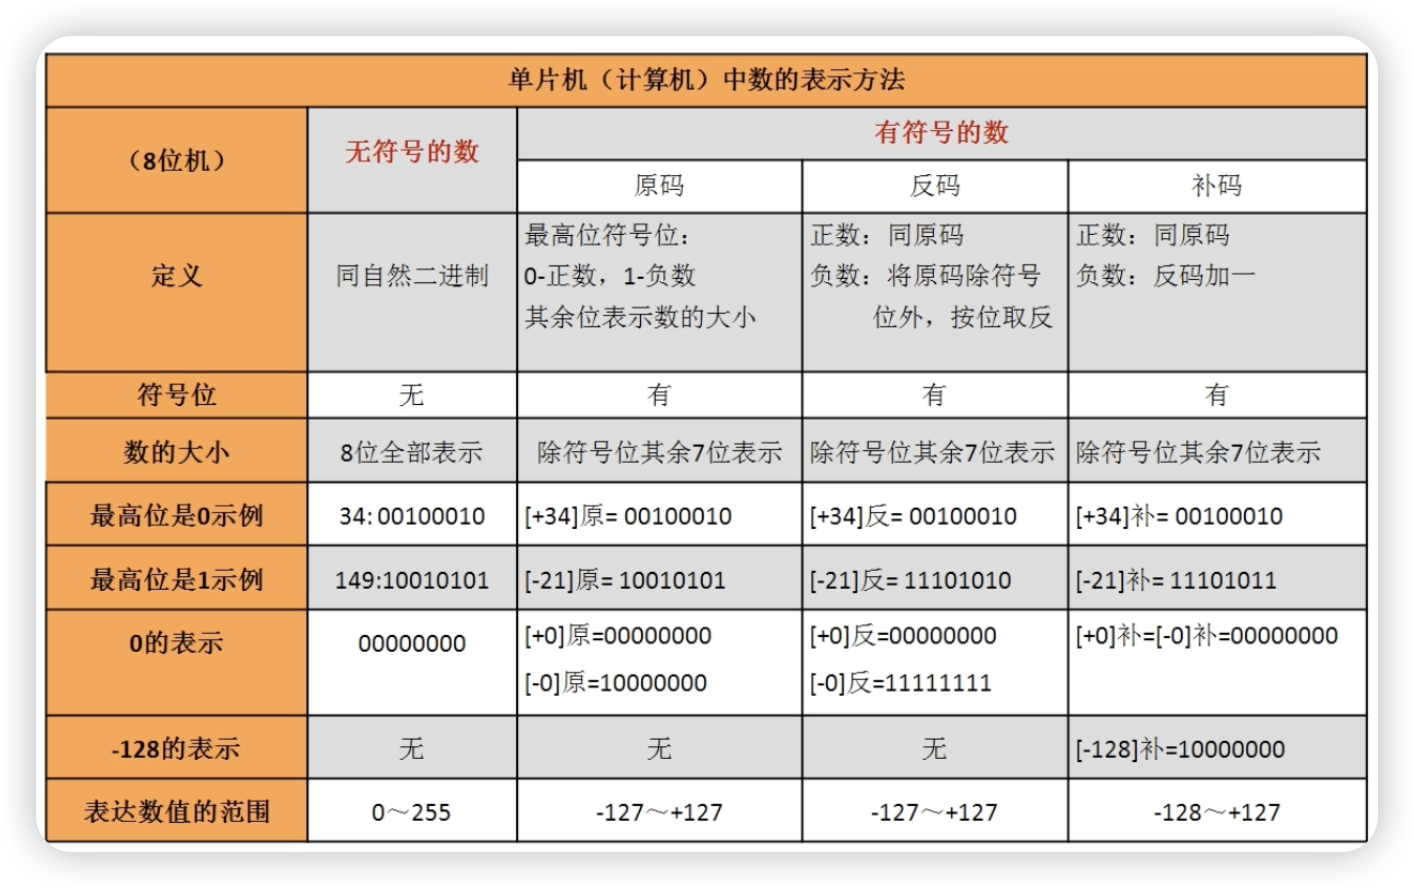 单片机（计算机）中数的表示方法
（8位机）
无符号的数
有符号的数
原码
反码
补码
定义
同自然二进制
最高位符号位：
0-正数，1-负数
其余位表示数的大小
正数：同原码
负数：将原码除符号
位外，按位取反
正数：同原码
负数：反码加一
符号位
无
有
有
有
数的大小
8位全部表示
除符号位其余7位表示
除符号位其余7位表示
除符号位其余7位表示
最高位是0示例
34: 00100010
[+34]原= 00100010
[+34]反= 00100010
[+34]补= 00100010
最高位是1示例
149:10010101
[-21]原= 10010101
[-21]反= 11101010
[-21]补= 11101011
0的表示
00000000
[+0]原=00000000
[-0]原=10000000
[+0]反=00000000
[-0]反=11111111
[+0]补=[-0]补=00000000
-128的表示
无
无
无
[-128]补=10000000
表达数值的范围
0～255
-127～+127
-127～+127
-128～+127